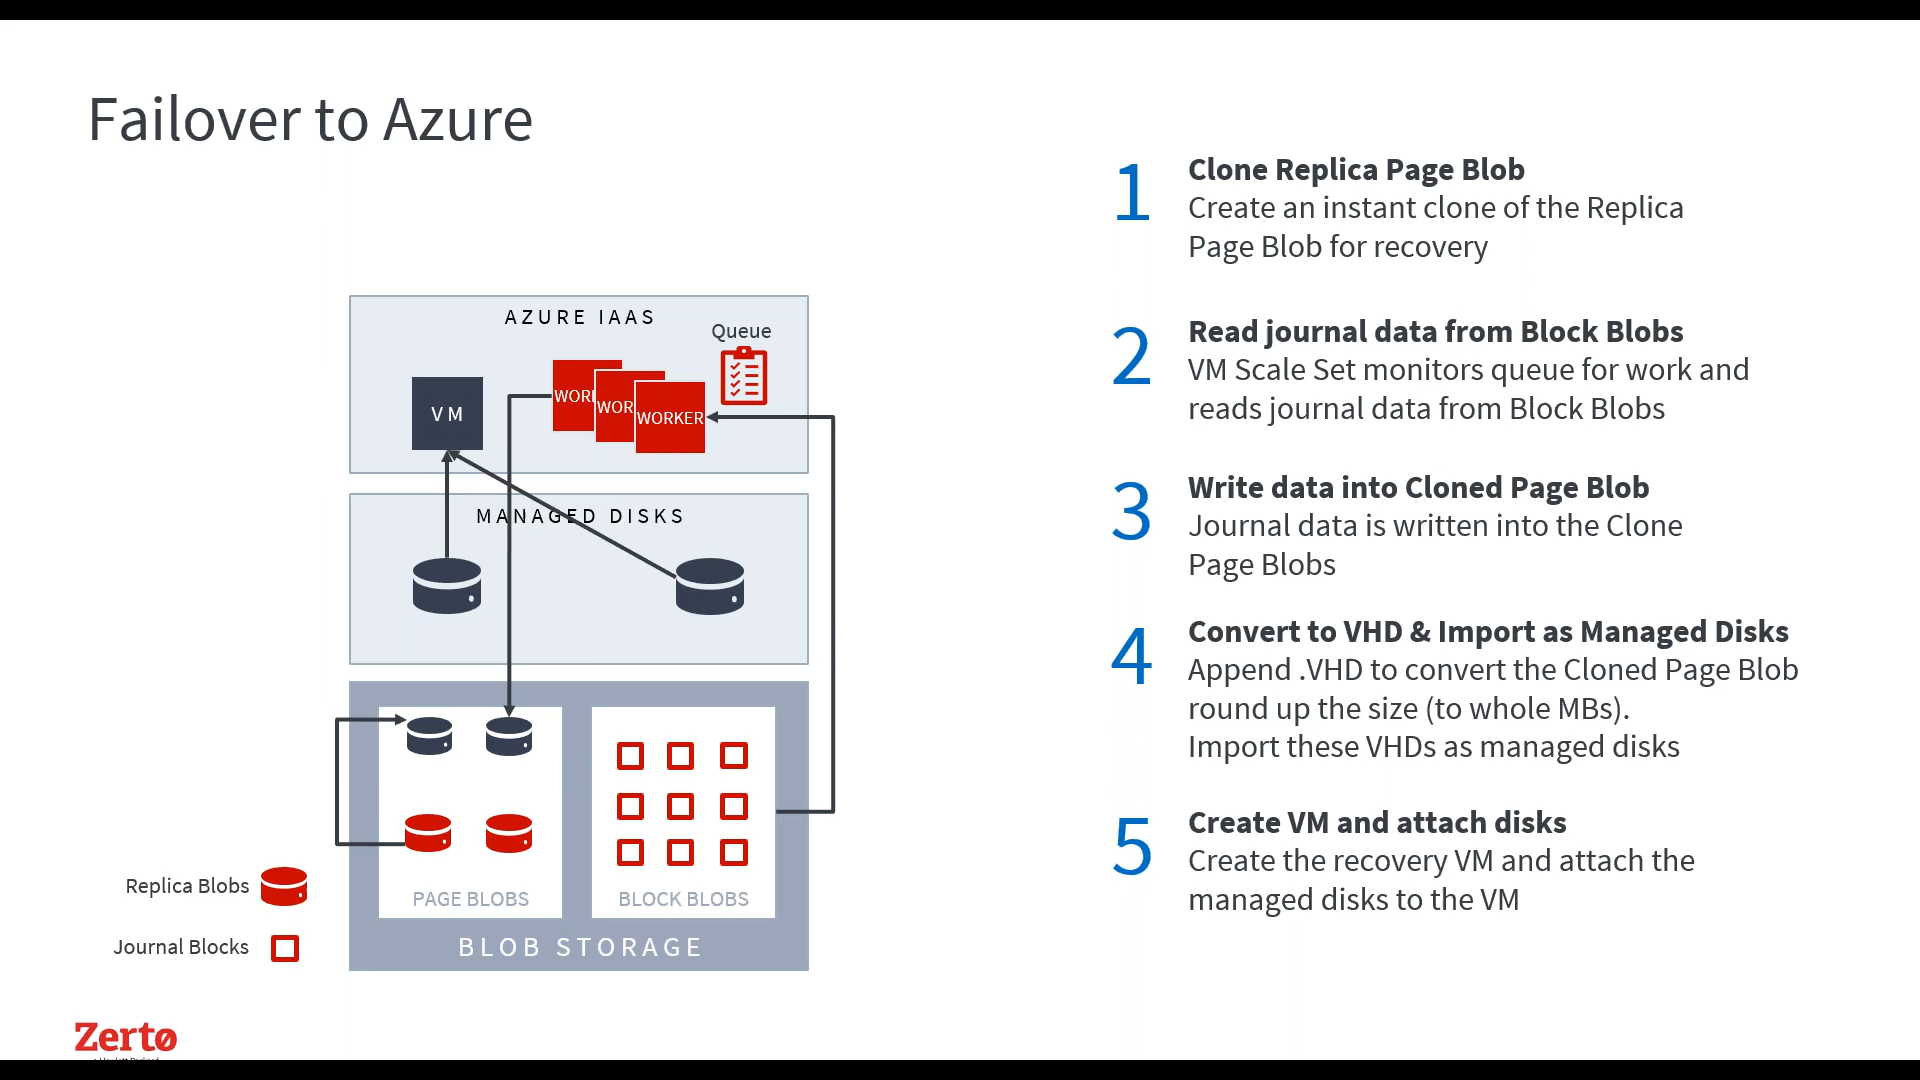 Failover to Azure
AZURE IAAS
Queue
VM
WORK
WOR
WORKER
MANAGED DISKS
PAGE BLOBS
BLOCK BLOBS
BLOB STORAGE
Replica Blobs
Journal Blocks
Zerto
1
Clone Replica Page Blob
Create an instant clone of the Replica
Page Blob for recovery
2
Read journal data from Block Blobs
VM Scale Set monitors queue for work and
reads journal data from Block Blobs
3
Write data into Cloned Page Blob
Journal data is written into the Clone
Page Blobs
4
Convert to VHD & Import as Managed Disks
Append .VHD to convert the Cloned Page Blob
round up the size (to whole MBs).
Import these VHDs as managed disks
5
Create VM and attach disks
Create the recovery VM and attach the
managed disks to the VM